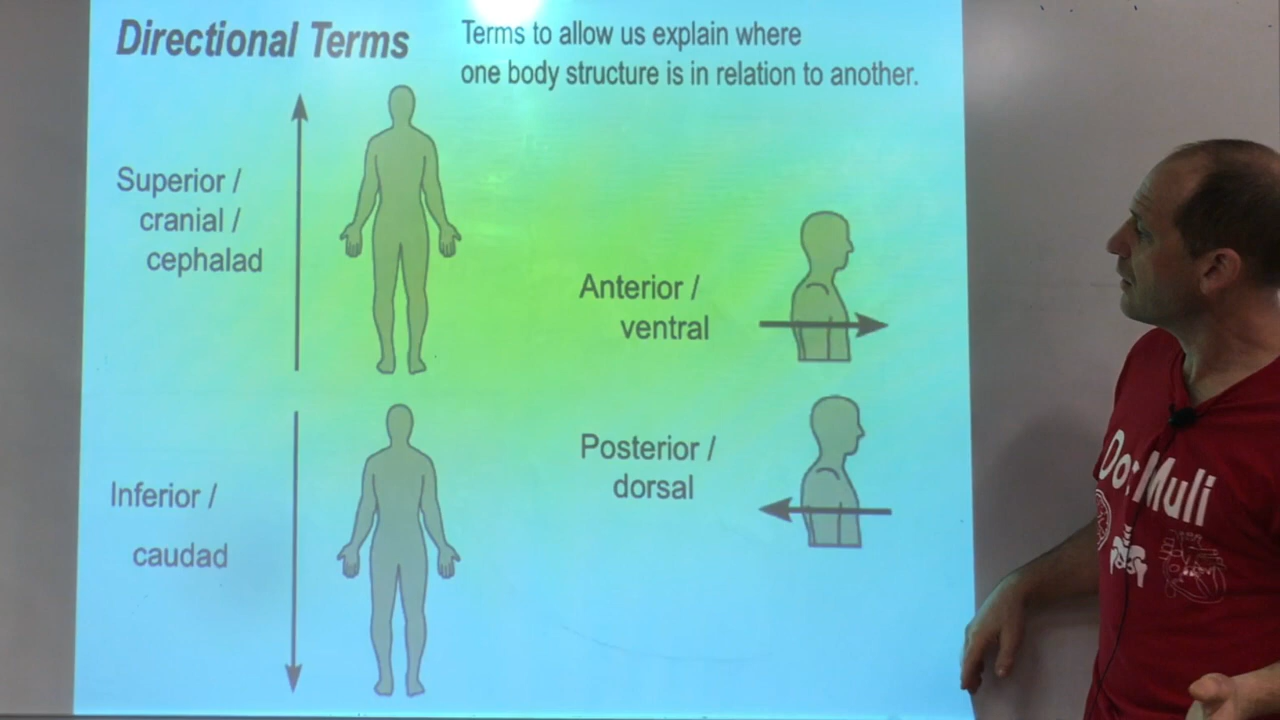 Directional Terms
Terms to allow us explain where
one body structure is in relation to another.
Superior /
cranial /
cephalad
Anterior /
ventral
Posterior /
dorsal
Inferior /
caudad
Doc Muli